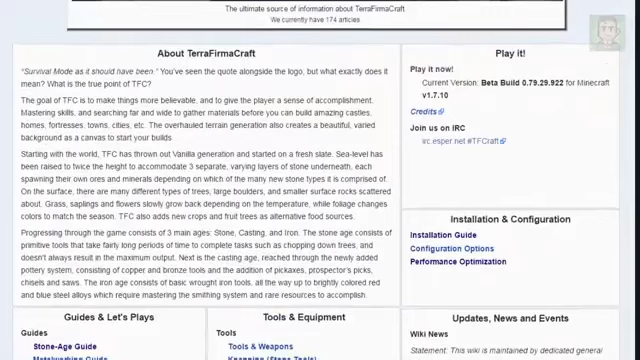 The ultimate source of information about TerraFirmaCraft
We currently have 174 articles.
About TerraFirmaCraft
"Survival Mode as it should have been." You've seen the quote alongside the logo, but what exactly does it
mean? What is the true point of TFC?
The goal of TFC is to make things more believable, and to give the player a sense of accomplishment.
Mastering skills, and searching far and wide to gather materials before you can build amazing castles,
homes, fortresses, towns, cities, etc. The overhauled terrain generation also creates a beautiful, varied
background as a canvas to start your builds
Starting with the world, TFC has thrown out Vanilla generation and started on a fresh slate. Sea-level has
been raised to twice the height to accommodate 3 separate, varying layers of stone underneath, each
spawning their own ores and minerals depending on which of the many new stone types it is comprised of.
On the surface, there are many different types of trees, large boulders, and smaller surface rocks scattered
about. Grass, saplings and flowers slowly grow back depending on the temperature, while foliage changes
colors to match the season. TFC also adds new crops and fruit trees as alternative food sources.
Progressing through the game consists of 3 main ages: Stone, Casting, and Iron. The stone age consists of
primitive tools that take fairly long periods of time to complete tasks such as chopping down trees, and
doesn't always result in the maximum output. Next is the casting age, reached through the newly added
pottery system, consisting of copper and bronze tools and the addition of pickaxes, prospector's picks,
chisels and saws. The iron age consists of basic wrought iron tools, all the way up to brightly colored red
and blue steel alloys which require mastering the smithing system and rare resources to accomplish.
Play it!
Play it now!
Current Version: Beta Build 0.79.29.922 for Minecraft
v1.7.10
Credits
Join us on IRC
irc.esper.net #TFCraft
Installation & Configuration
Installation Guide
Configuration Options
Performance Optimization
Guides & Let's Plays
Guides
Stone-Age Guide
Metalworking Guide
Tools & Equipment
Tools
Tools & Weapons
Knapping (Stone Tools)
Updates, News and Events
Wiki News
Statement: This wiki is maintained by dedicated general